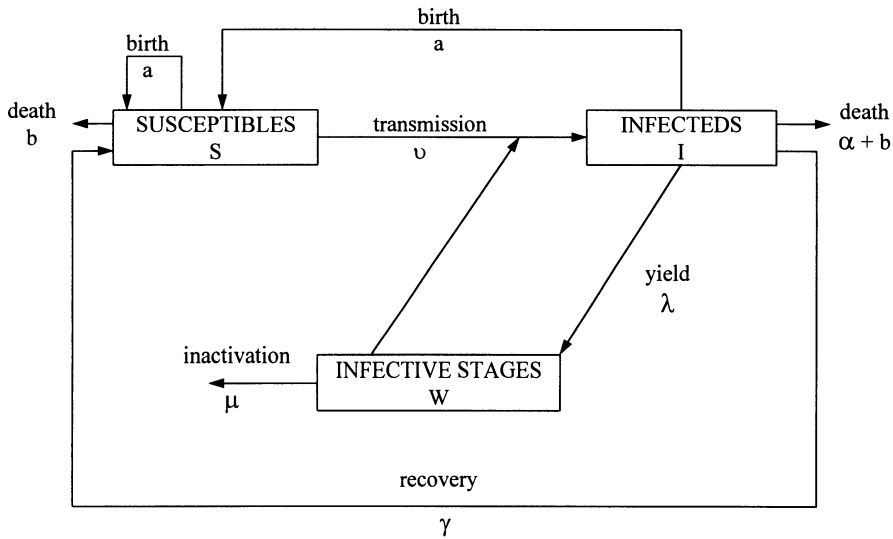 birth
a
birth
a
death
b
SUSCEPTIBLES
S
transmission
υ
INFECTEDS
I
death
α + b
yield
λ
inactivation
μ
INFECTIVE STAGES
W
recovery
γ